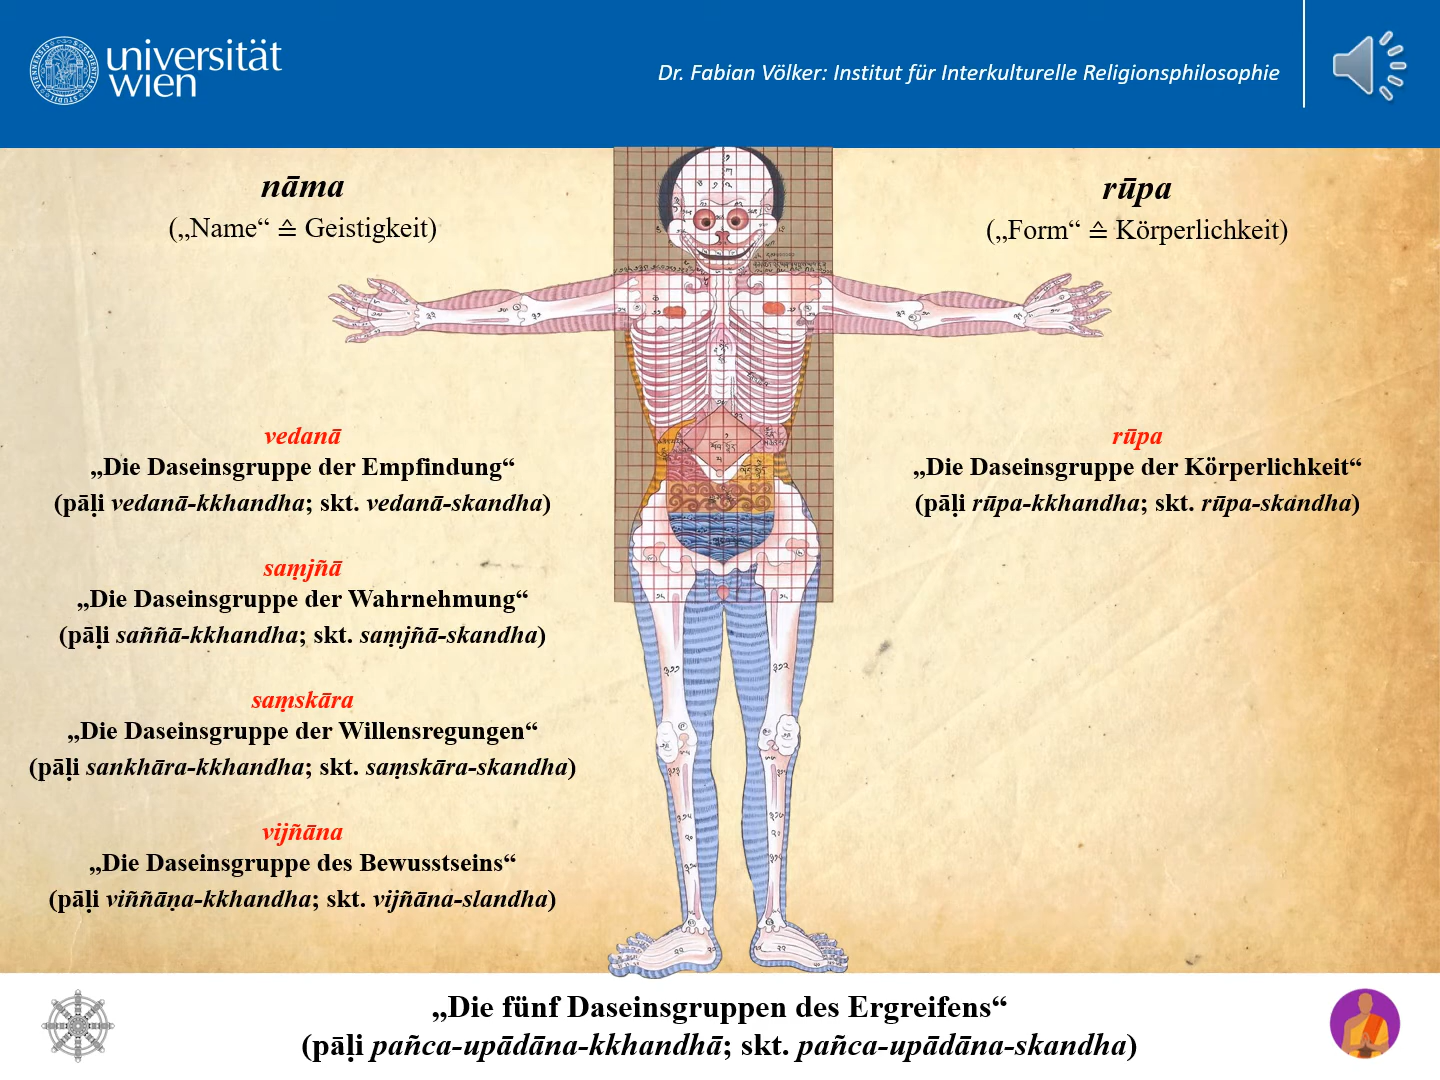 universität
wien
Dr. Fabian Völker: Institut für Interkulturelle Religionsphilosophie
nāma
(„Name“ ≙ Geistigkeit)
rūpa
(„Form“ ≙ Körperlichkeit)
vedanā
„Die Daseinsgruppe der Empfindung“
(pāḷi vedanā-kkhandha; skt. vedanā-skandha)
rūpa
„Die Daseinsgruppe der Körperlichkeit“
(pāḷi rūpa-kkhandha; skt. rūpa-skandha)
saṃjñā
„Die Daseinsgruppe der Wahrnehmung“
(pāḷi saññā-kkhandha; skt. saṃjñā-skandha)
saṃskāra
„Die Daseinsgruppe der Willensregungen“
(pāḷi sankhāra-kkhandha; skt. saṃskāra-skandha)
vijñāna
„Die Daseinsgruppe des Bewusstseins“
(pāḷi viññāṇa-kkhandha; skt. vijñāna-slandha)
„Die fünf Daseinsgruppen des Ergreifens“
(pāḷi pañca-upādāna-kkhandhā; skt. pañca-upādāna-skandha)